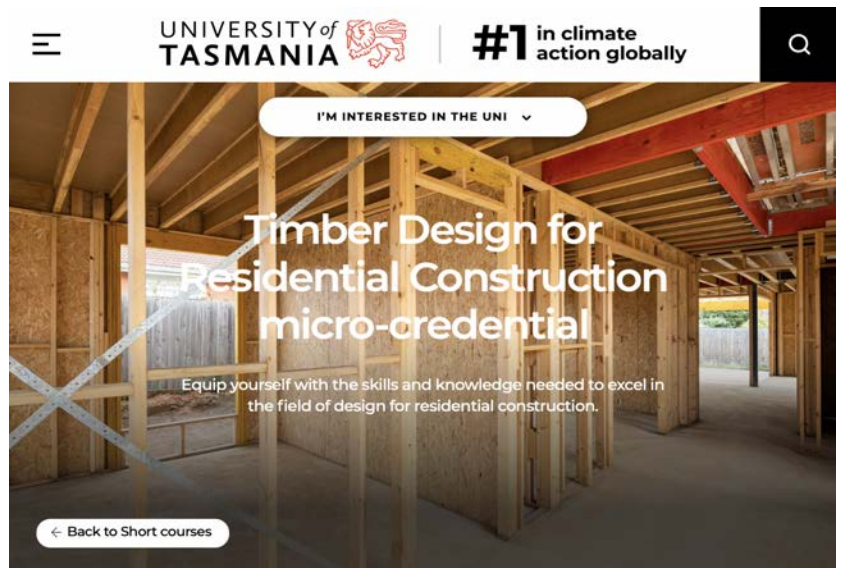 UNIVERSITY of
TASMANIA
#1 in climate
action globally
I'M INTERESTED IN THE UNI
Timber Design for
Residential Construction
micro-credential
Equip yourself with the skills and knowledge needed to excel in
the field of design for residential construction.
← Back to Short courses